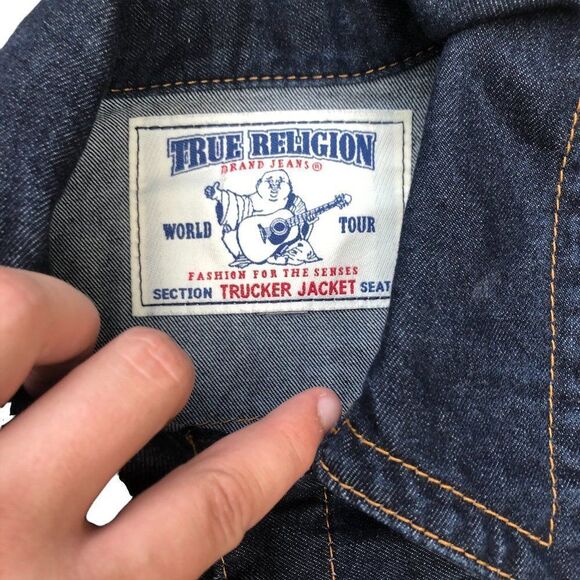 TRUE RELIGION
BRAND JEANS®
WORLD TOUR
FASHION FOR THE SENSES
SECTION TRUCKER JACKET SEAT